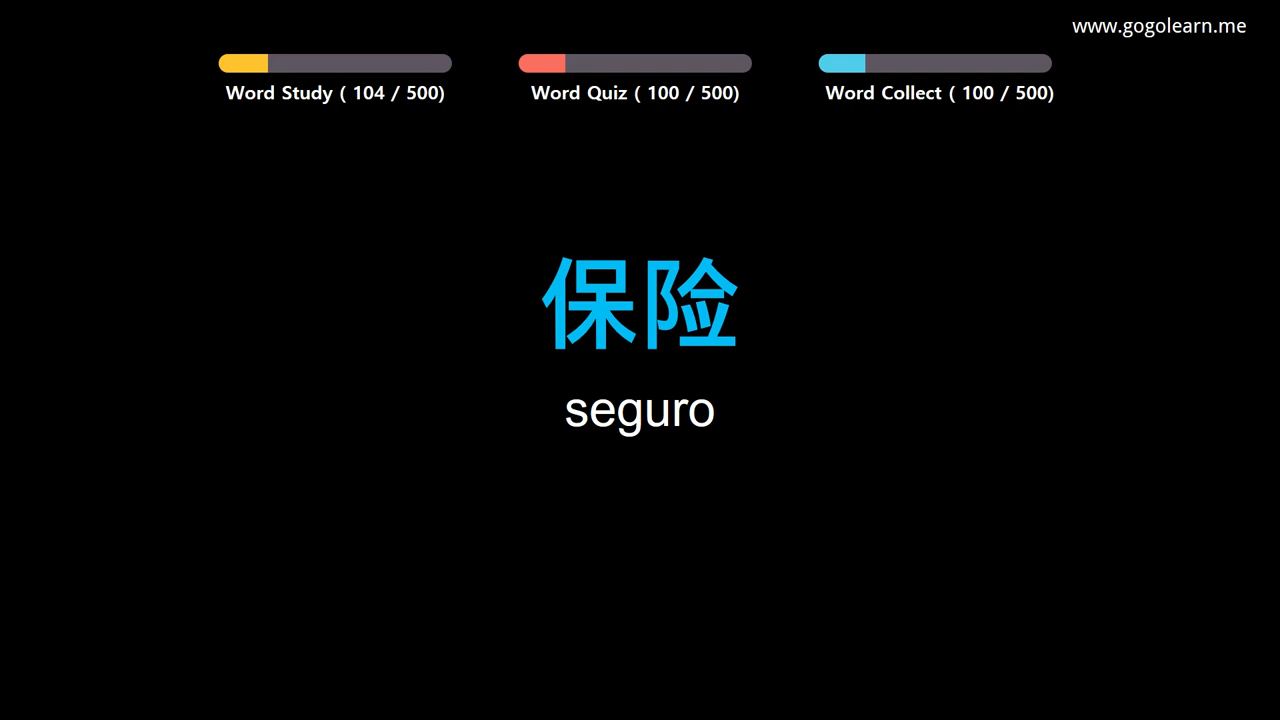 www.gogolearn.me
Word Study ( 104 / 500)
Word Quiz ( 100 / 500)
Word Collect ( 100 / 500)
保险
seguro